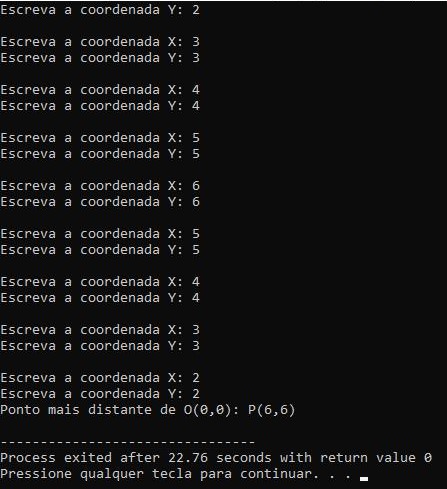 Escreva a coordenada Y: 2
Escreva a coordenada X: 3
Escreva a coordenada Y: 3
Escreva a coordenada X: 4
Escreva a coordenada Y: 4
Escreva a coordenada X: 5
Escreva a coordenada Y: 5
Escreva a coordenada X: 6
Escreva a coordenada Y: 6
Escreva a coordenada X: 5
Escreva a coordenada Y: 5
Escreva a coordenada X: 4
Escreva a coordenada Y: 4
Escreva a coordenada X: 3
Escreva a coordenada Y: 3
Escreva a coordenada X: 2
Escreva a coordenada Y: 2
Ponto mais distante de O(0,0): P(6,6)
--------------------------------
Process exited after 22.76 seconds with return value 0
Pressione qualquer tecla para continuar. . .